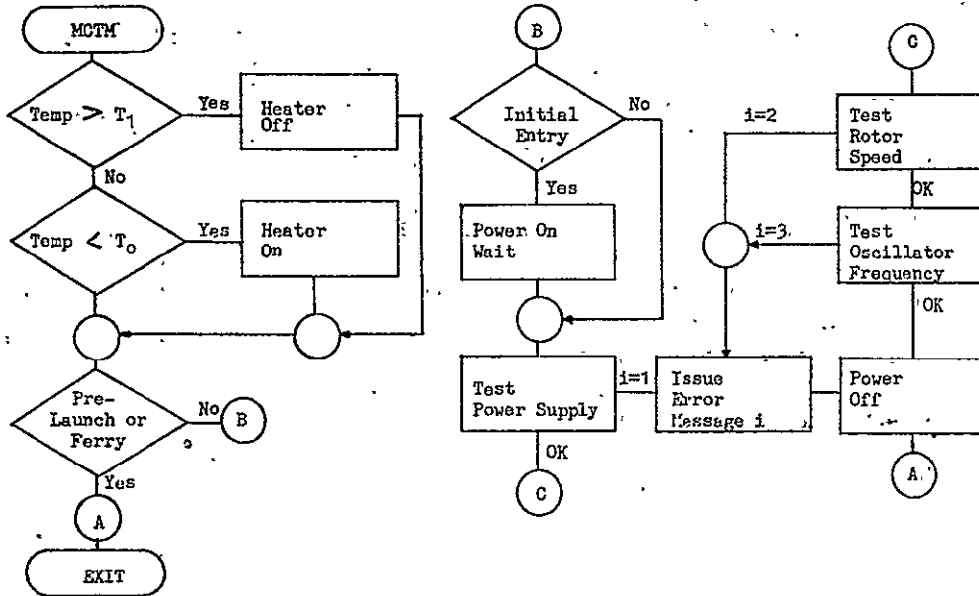 MCTM
Temp > T1
Yes
Heater
Off
No
Temp < To
Yes
Heater
On
Pre-
Launch or
Ferry
No
B
Yes
A
EXIT
B
Initial
Entry
No
Yes
Power On
Wait
Test
Power Supply
i=1
OK
C
Issue
Error
Message i
C
Test
Rotor
Speed
i=2
OK
Test
Oscillator
Frequency
i=3
OK
Power
Off
A